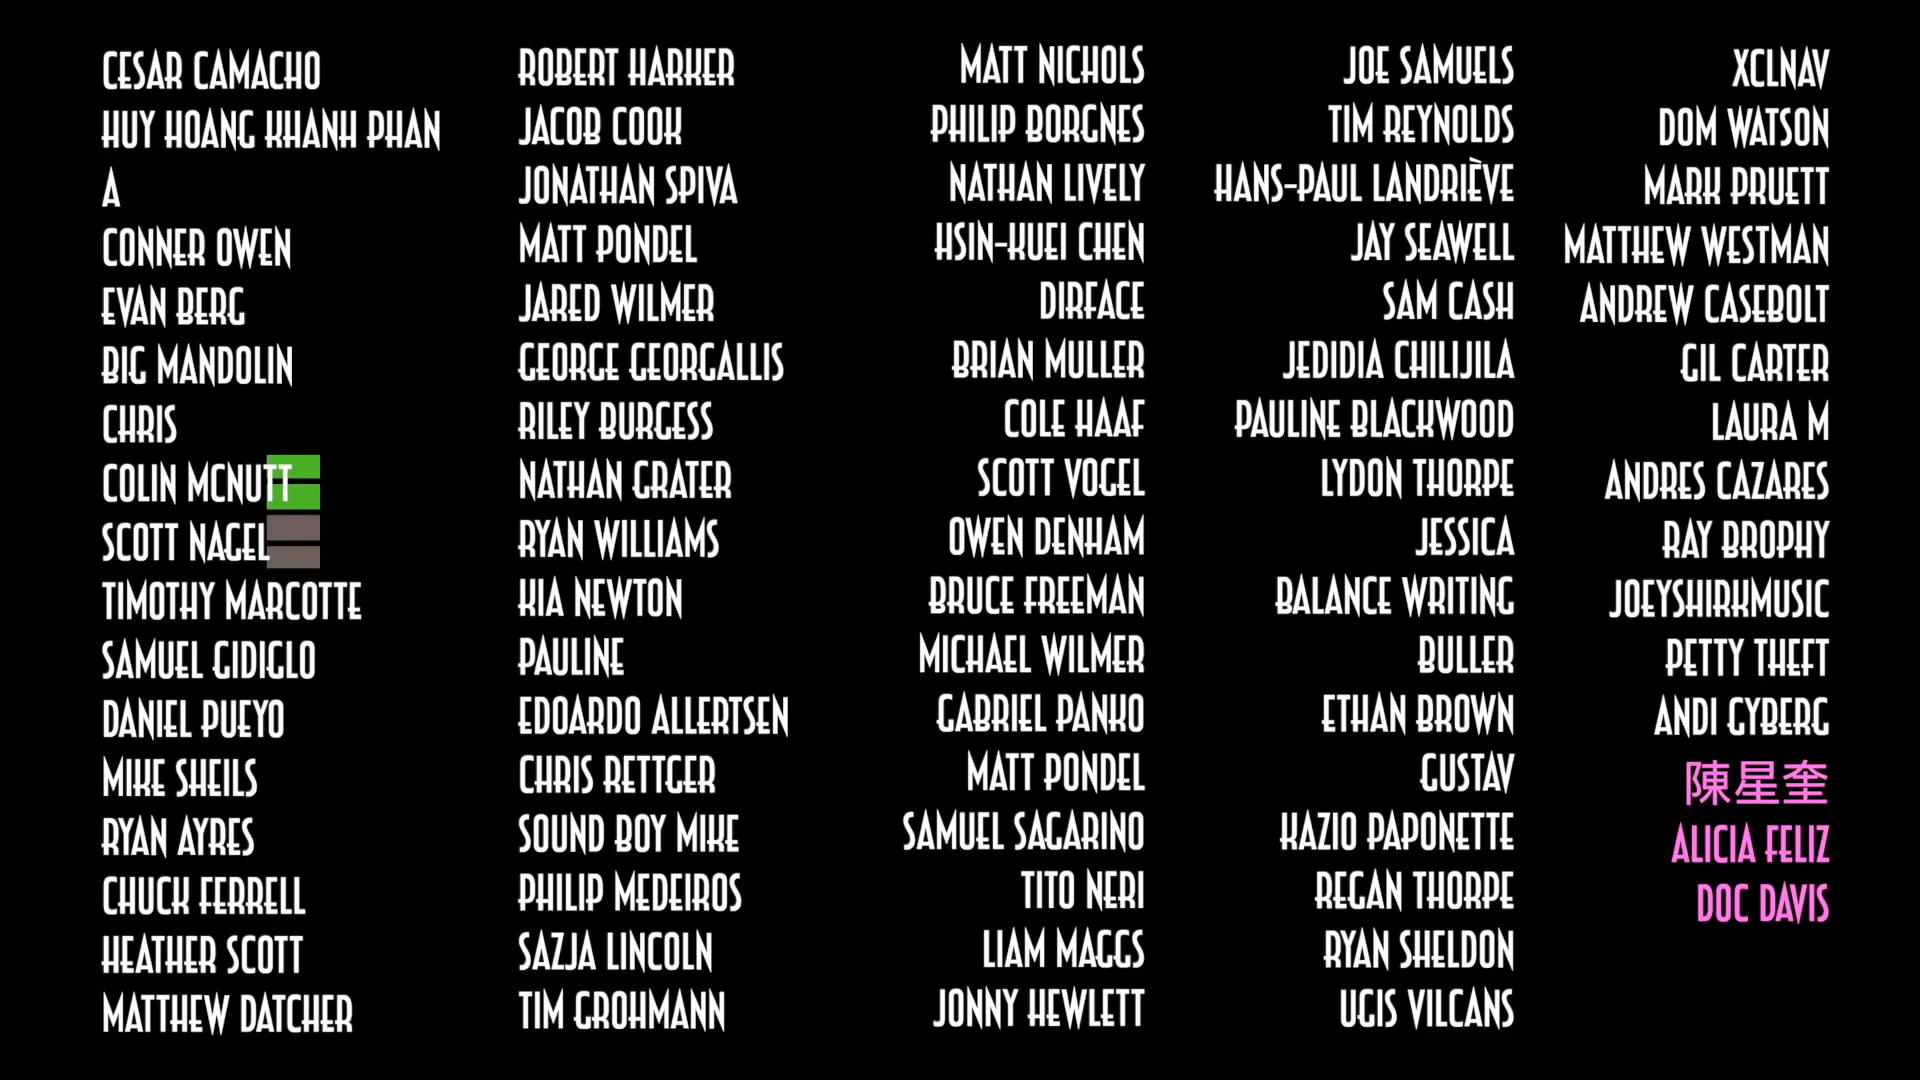 CESAR CAMACHO
HUY HOANG KHANH PHAN
A
CONNER OWEN
EVAN BERG
BIG MANDOLIN
CHRIS
COLIN MCNUTT
SCOTT NAGEL
TIMOTHY MARCOTTE
SAMUEL GIDIGLO
DANIEL PUEYO
MIKE SHEILS
RYAN AYRES
CHUCK FERRELL
HEATHER SCOTT
MATTHEW DATCHER
ROBERT HARKER
JACOB COOK
JONATHAN SPIVA
MATT PONDEL
JARED WILMER
GEORGE GEORGALLIS
RILEY BURGESS
NATHAN GRATER
RYAN WILLIAMS
KIA NEWTON
PAULINE
EDOARDO ALLERTSEN
CHRIS RETTGER
SOUND BOY MIKE
PHILIP MEDEIROS
SAZJA LINCOLN
TIM GROHMANN
MATT NICHOLS
PHILIP BORGNES
NATHAN LIVELY
HSIN-KUEI CHEN
DIRFACE
BRIAN MULLER
COLE HAAF
SCOTT VOGEL
OWEN DENHAM
BRUCE FREEMAN
MICHAEL WILMER
GABRIEL PANKO
MATT PONDEL
SAMUEL SAGARINO
TITO NERI
LIAM MAGGS
JONNY HEWLETT
JOE SAMUELS
TIM REYNOLDS
HANS-PAUL LANDRIÈVE
JAY SEAWELL
SAM CASH
JEDIDIA CHILIJILA
PAULINE BLACKWOOD
LYDON THORPE
JESSICA
BALANCE WRITING
BULLER
ETHAN BROWN
GUSTAV
KAZIO PAPONETTE
REGAN THORPE
RYAN SHELDON
UGIS VILCANS
XCLNAV
DOM WATSON
MARK PRUETT
MATTHEW WESTMAN
ANDREW CASEBOLT
GIL CARTER
LAURA M
ANDRES CAZARES
RAY BROPHY
JOEYSHIRKMUSIC
PETTY THEFT
ANDI GYBERG
陳星奎
ALICIA FELIZ
DOC DAVIS